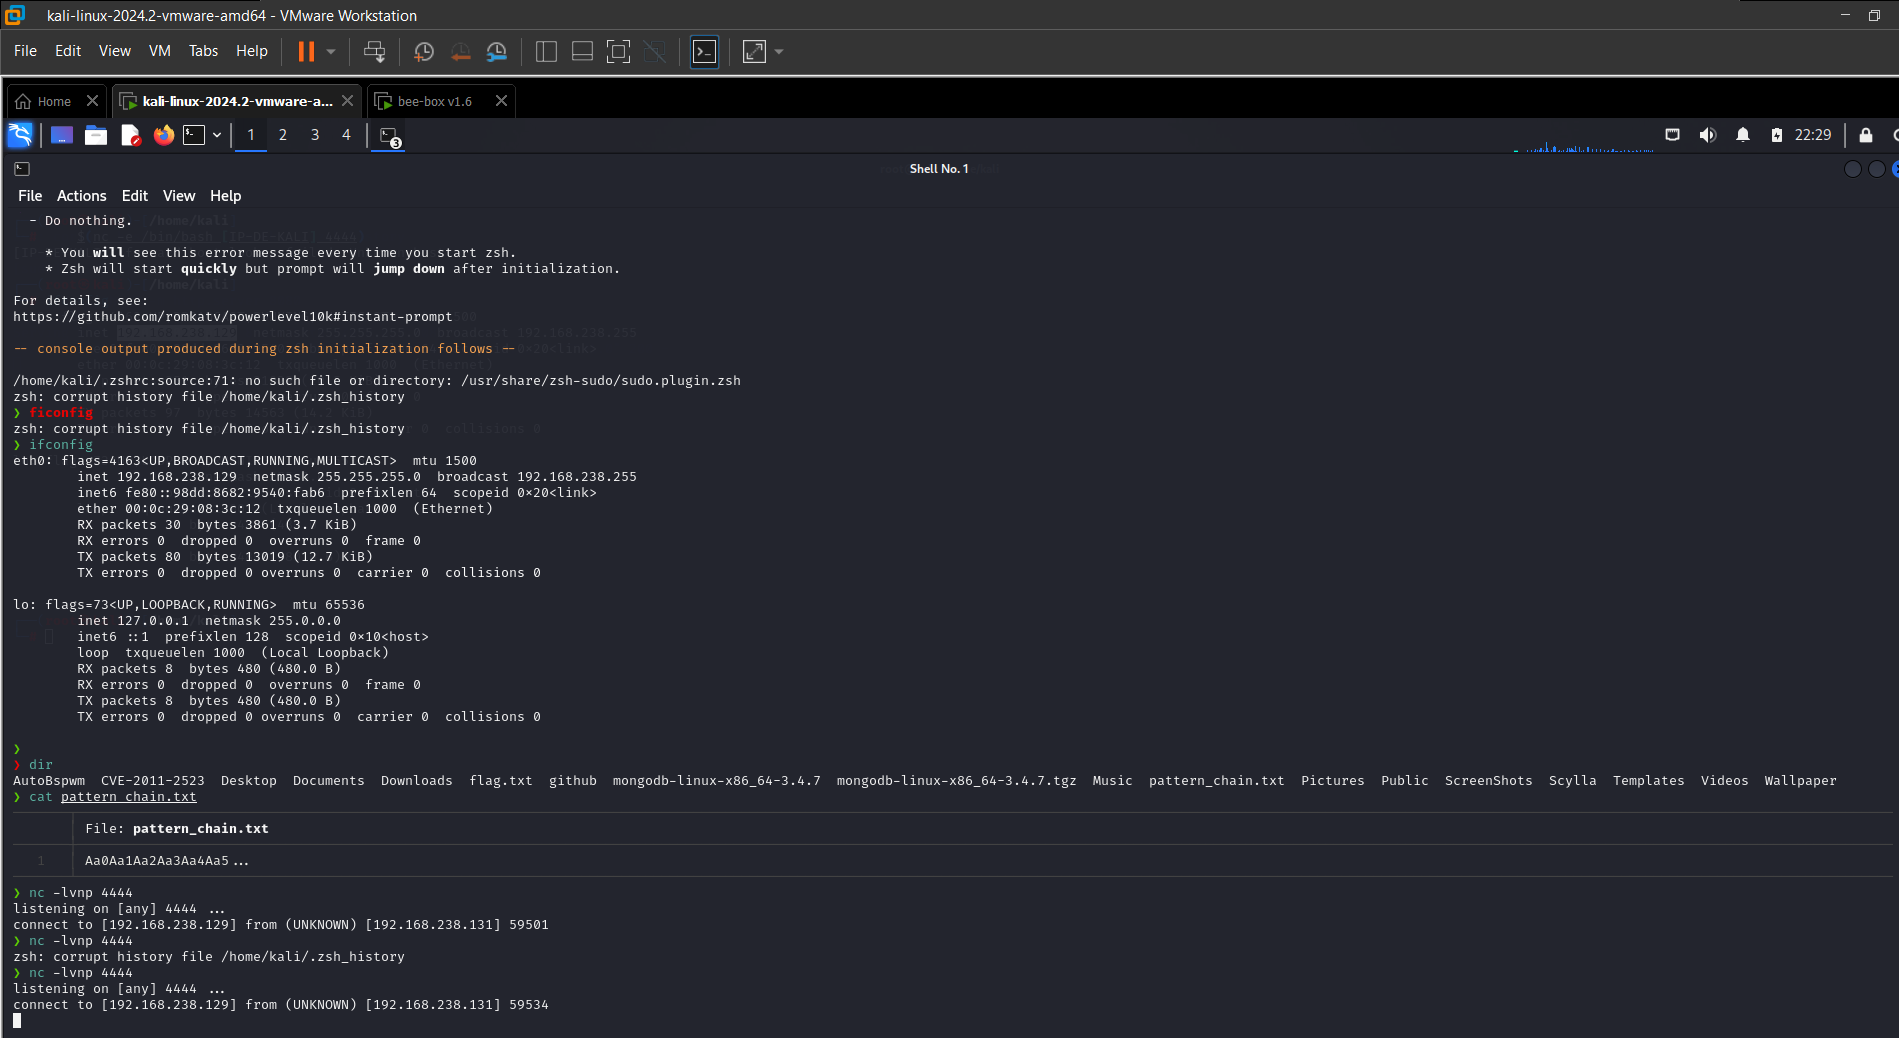 kali-linux-2024.2-vmware-amd64 - VMware Workstation
File Edit View VM Tabs Help
Home kali-linux-2024.2-vmware-a... bee-box v1.6
1 2 3 4 3 22:29
Shell No. 1
File Actions Edit View Help
- Do nothing.
* You will see this error message every time you start zsh.
* Zsh will start quickly but prompt will jump down after initialization.
For details, see:
https://github.com/romkatv/powerlevel10k#instant-prompt
-- console output produced during zsh initialization follows --
/home/kali/.zshrc:source:71: no such file or directory: /usr/share/zsh-sudo/sudo.plugin.zsh
zsh: corrupt history file /home/kali/.zsh_history
❯ ficonfig
zsh: corrupt history file /home/kali/.zsh_history
❯ ifconfig
eth0: flags=4163<UP,BROADCAST,RUNNING,MULTICAST>  mtu 1500
inet 192.168.238.129  netmask 255.255.255.0  broadcast 192.168.238.255
inet6 fe80::98dd:8682:9540:fab6  prefixlen 64  scopeid 0×20<link>
ether 00:0c:29:08:3c:12  txqueuelen 1000  (Ethernet)
RX packets 30  bytes 3861 (3.7 KiB)
RX errors 0  dropped 0  overruns 0  frame 0
TX packets 80  bytes 13019 (12.7 KiB)
TX errors 0  dropped 0 overruns 0  carrier 0  collisions 0
lo: flags=73<UP,LOOPBACK,RUNNING>  mtu 65536
inet 127.0.0.1  netmask 255.0.0.0
inet6 ::1  prefixlen 128  scopeid 0×10<host>
loop  txqueuelen 1000  (Local Loopback)
RX packets 8  bytes 480 (480.0 B)
RX errors 0  dropped 0  overruns 0  frame 0
TX packets 8  bytes 480 (480.0 B)
TX errors 0  dropped 0 overruns 0  carrier 0  collisions 0
❯
❯ dir
AutoBspwm  CVE-2011-2523  Desktop  Documents  Downloads  flag.txt  github  mongodb-linux-x86_64-3.4.7  mongodb-linux-x86_64-3.4.7.tgz  Music  pattern_chain.txt  Pictures  Public  ScreenShots  Scylla  Templates  Videos  Wallpaper
❯ cat pattern_chain.txt
File: pattern_chain.txt
1 Aa0Aa1Aa2Aa3Aa4Aa5...
❯ nc -lvnp 4444
listening on [any] 4444 ...
connect to [192.168.238.129] from (UNKNOWN) [192.168.238.131] 59501
❯ nc -lvnp 4444
zsh: corrupt history file /home/kali/.zsh_history
❯ nc -lvnp 4444
listening on [any] 4444 ...
connect to [192.168.238.129] from (UNKNOWN) [192.168.238.131] 59534